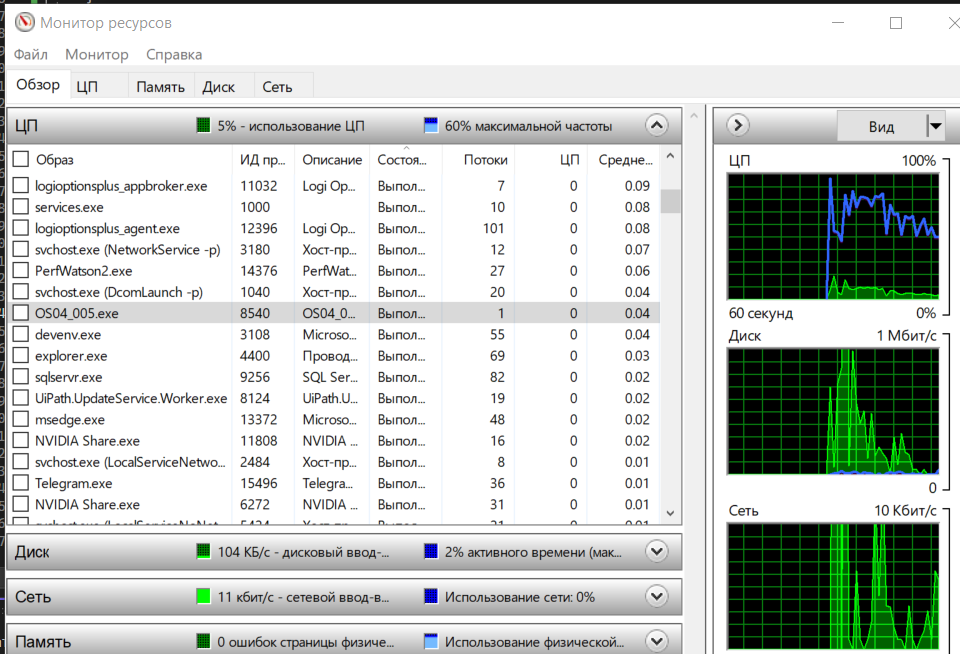 Монитор ресурсов
Файл Монитор Справка
Обзор ЦП Память Диск Сеть
ЦП 5% - использование ЦП 60% максимальной частоты
Образ ИД пр... Описание Состоя... Потоки ЦП Средне...
logioptionsplus_appbroker.exe 11032 Logi Op... Выпол... 7 0 0.09
services.exe 1000 Выпол... 10 0 0.08
logioptionsplus_agent.exe 12396 Logi Op... Выпол... 101 0 0.08
svchost.exe (NetworkService -p) 3180 Хост-пр... Выпол... 12 0 0.07
PerfWatson2.exe 14376 PerfWat... Выпол... 27 0 0.06
svchost.exe (DcomLaunch -p) 1040 Хост-пр... Выпол... 20 0 0.04
OS04_005.exe 8540 OS04_0... Выпол... 1 0 0.04
devenv.exe 3108 Microso... Выпол... 55 0 0.04
explorer.exe 4400 Провод... Выпол... 69 0 0.03
sqlservr.exe 9256 SQL Ser... Выпол... 82 0 0.02
UiPath.UpdateService.Worker.exe 8124 UiPath.U... Выпол... 19 0 0.02
msedge.exe 13372 Microso... Выпол... 48 0 0.02
NVIDIA Share.exe 11808 NVIDIA ... Выпол... 16 0 0.02
svchost.exe (LocalServiceNetwo... 2484 Хост-пр... Выпол... 8 0 0.01
Telegram.exe 15496 Telegra... Выпол... 36 0 0.01
NVIDIA Share.exe 6272 NVIDIA ... Выпол... 31 0 0.01
Диск 104 КБ/с - дисковый ввод-... 2% активного времени (мак...
Сеть 11 кбит/с - сетевой ввод-в... Использование сети: 0%
Память 0 ошибок страницы физиче... Использование физической...
Вид
ЦП 100%
60 секунд 0%
Диск 1 Мбит/с
0
Сеть 10 Кбит/с